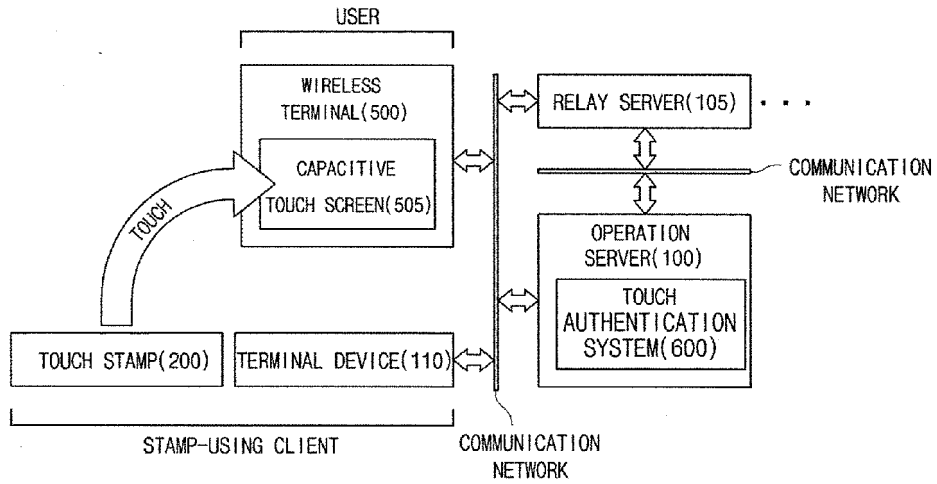 USER
WIRELESS
TERMINAL(500)
CAPACITIVE
TOUCH SCREEN(505)
TOUCH
RELAY SERVER(105)
. . .
COMMUNICATION
NETWORK
OPERATION
SERVER(100)
TOUCH
AUTHENTICATION
SYSTEM(600)
TOUCH STAMP(200)
TERMINAL DEVICE(110)
STAMP-USING CLIENT
COMMUNICATION
NETWORK